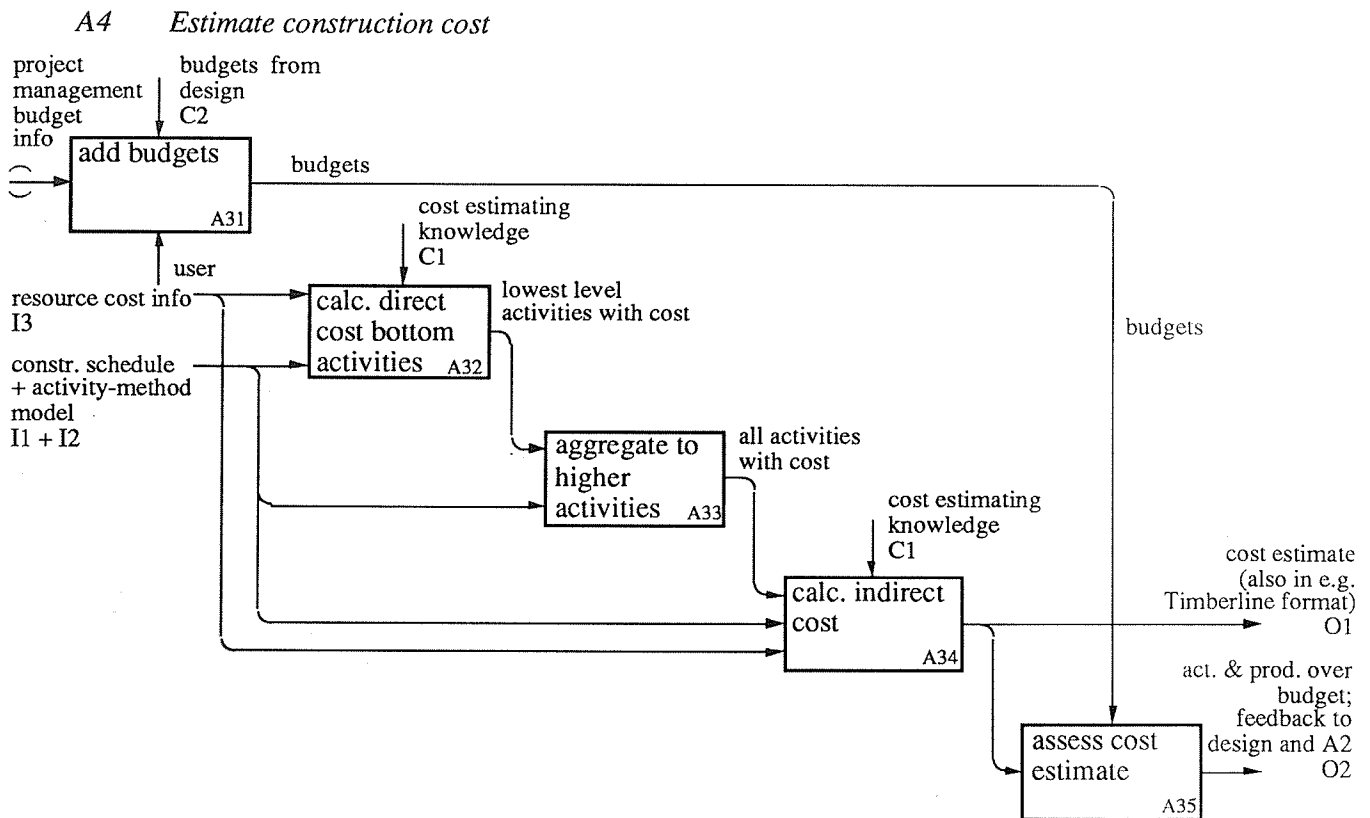 A4 Estimate construction cost
project
management
budget
info
budgets from
design
C2
add budgets
A31
budgets
user
cost estimating
knowledge
C1
resource cost info
I3
calc. direct
cost bottom
activities A32
lowest level
activities with cost
budgets
constr. schedule
+ activity-method
model
I1 + I2
aggregate to
higher
activities A33
all activities
with cost
cost estimating
knowledge
C1
calc. indirect
cost
A34
cost estimate
(also in e.g.
Timberline format)
O1
act. & prod. over
budget;
feedback to
design and A2
O2
assess cost
estimate
A35